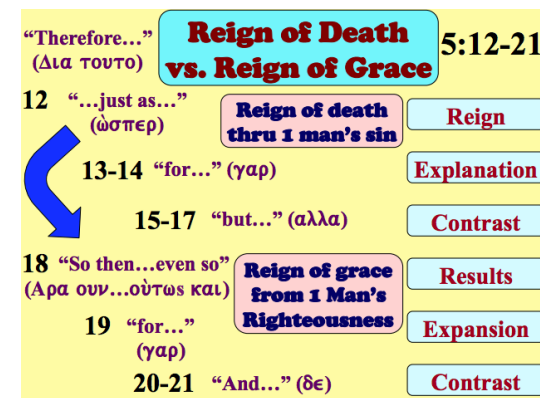 “Therefore…”
(Δια τουτο)
Reign of Death
vs. Reign of Grace
5:12-21
12 “…just as…”
(ὡσπερ)
Reign of death
thru 1 man’s sin
Reign
13-14 “for…” (γαρ)
Explanation
15-17 “but…” (αλλα)
Contrast
18 “So then…even so”
(Αρα ουν…οὑτως και)
Reign of grace
from 1 Man’s
Righteousness
Results
19 “for…”
(γαρ)
Expansion
20-21 “And…” (δε)
Contrast